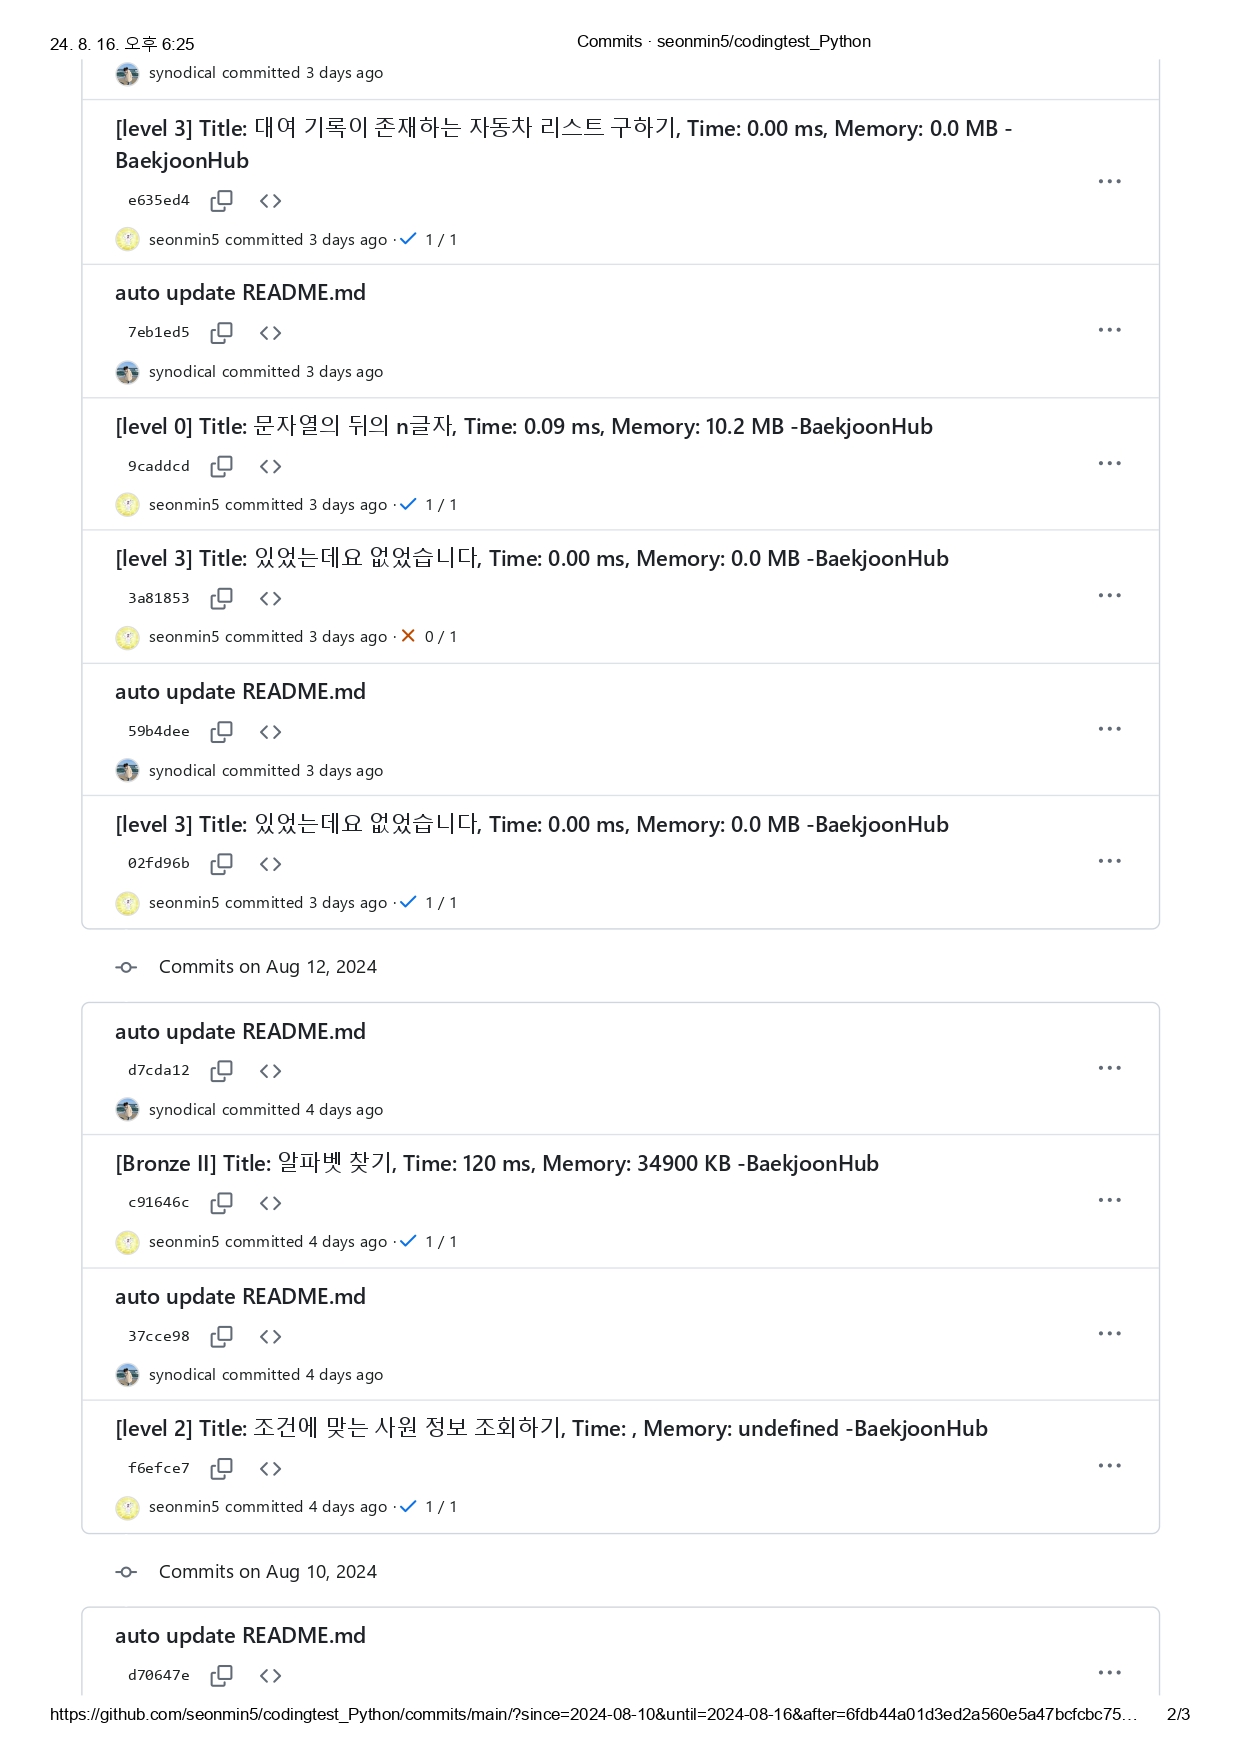 24. 8. 16. 오후 6:25
Commits · seonmin5/codingtest_Python
synodical committed 3 days ago
[level 3] Title: 대여 기록이 존재하는 자동차 리스트 구하기, Time: 0.00 ms, Memory: 0.0 MB -
BaekjoonHub
e635ed4
seonmin5 committed 3 days ago · 1 / 1
auto update README.md
7eb1ed5
synodical committed 3 days ago
[level 0] Title: 문자열의 뒤의 n글자, Time: 0.09 ms, Memory: 10.2 MB -BaekjoonHub
9caddcd
seonmin5 committed 3 days ago · 1 / 1
[level 3] Title: 있었는데요 없었습니다, Time: 0.00 ms, Memory: 0.0 MB -BaekjoonHub
3a81853
seonmin5 committed 3 days ago · 0 / 1
auto update README.md
59b4dee
synodical committed 3 days ago
[level 3] Title: 있었는데요 없었습니다, Time: 0.00 ms, Memory: 0.0 MB -BaekjoonHub
02fd96b
seonmin5 committed 3 days ago · 1 / 1
Commits on Aug 12, 2024
auto update README.md
d7cda12
synodical committed 4 days ago
[Bronze II] Title: 알파벳 찾기, Time: 120 ms, Memory: 34900 KB -BaekjoonHub
c91646c
seonmin5 committed 4 days ago · 1 / 1
auto update README.md
37cce98
synodical committed 4 days ago
[level 2] Title: 조건에 맞는 사원 정보 조회하기, Time: , Memory: undefined -BaekjoonHub
f6efce7
seonmin5 committed 4 days ago · 1 / 1
Commits on Aug 10, 2024
auto update README.md
d70647e
https://github.com/seonmin5/codingtest_Python/commits/main/?since=2024-08-10&until=2024-08-16&after=6fdb44a01d3ed2a560e5a47bcfcbc75…
2/3